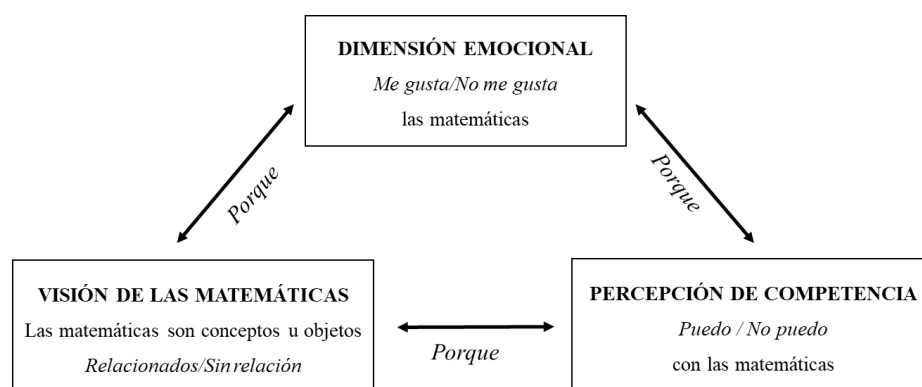 DIMENSIÓN EMOCIONAL
Me gusta/No me gusta
las matemáticas
Porque
Porque
VISIÓN DE LAS MATEMÁTICAS
Las matemáticas son conceptos u objetos
Relacionados/Sin relación
Porque
PERCEPCIÓN DE COMPETENCIA
Puedo / No puedo
con las matemáticas